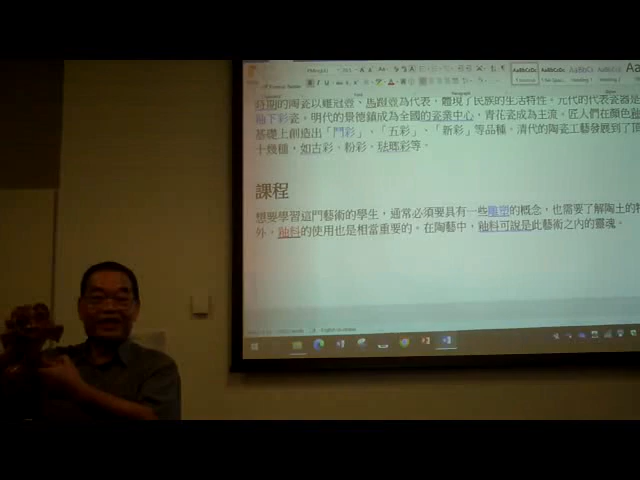 時期的陶瓷以雞冠壺、馬蹬壺為代表，體現了民族的生活特性。元代的代表瓷器是
釉下彩瓷。明代的景德鎮成為全國的瓷業中心，青花瓷成為主流。匠人們在顏色釉
基礎上創造出「鬥彩」、「五彩」、「新彩」等品種。清代的陶瓷工藝發展到了頂
十幾種，如古彩、粉彩、琺瑯彩等。
課程
想要學習這門藝術的學生，通常必須要具有一些雕塑的概念，也需要了解陶土的特
外，釉料的使用也是相當重要的。在陶藝中，釉料可說是此藝術之內的靈魂。